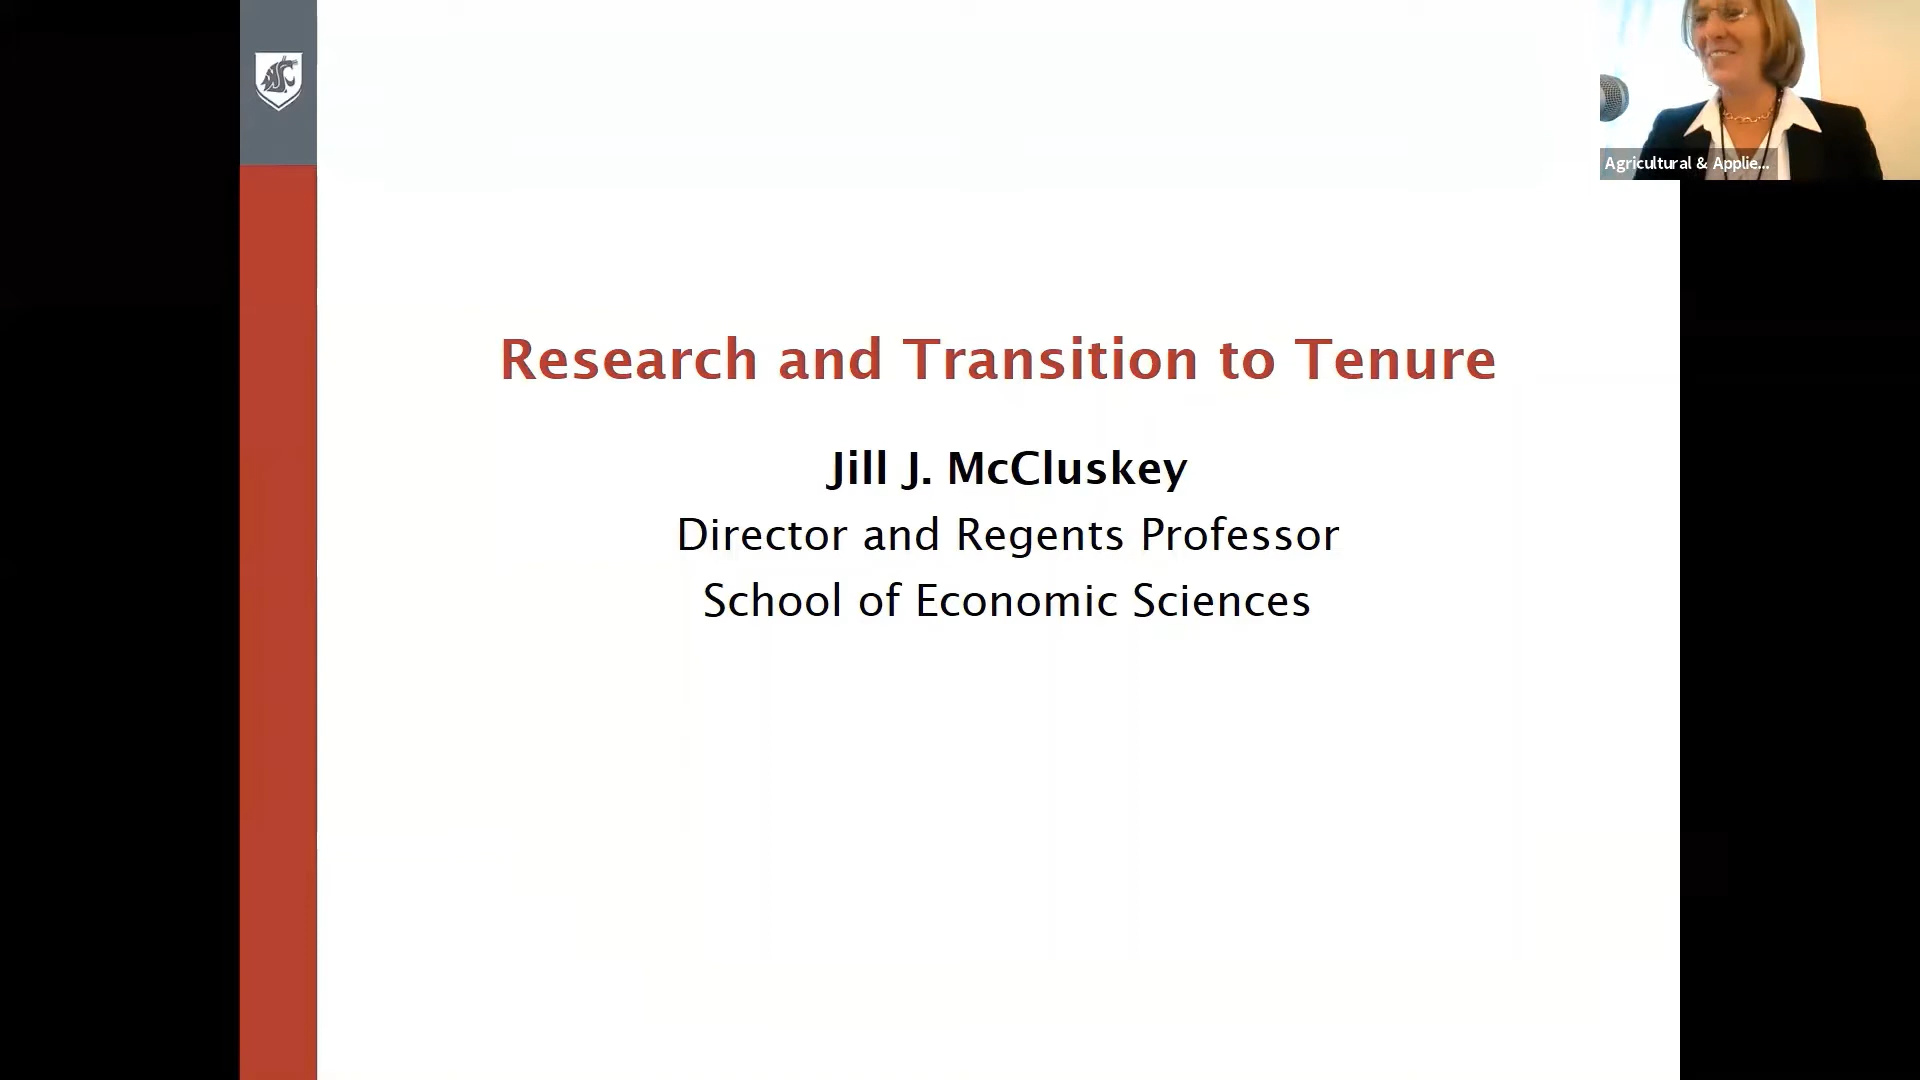 Research and Transition to Tenure
Jill J. McCluskey
Director and Regents Professor
School of Economic Sciences
Agricultural & Applie...